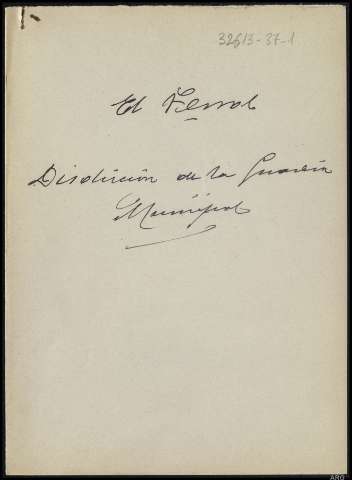 32613-37-1
El Ferrol
Disolución de la Guardia
Municipal
ARG